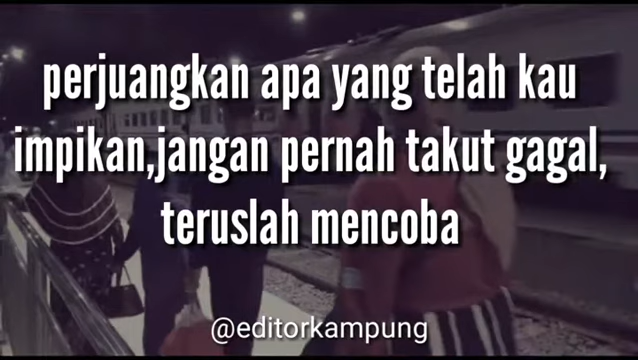 perjuangkan apa yang telah kau
impikan,jangan pernah takut gagal,
teruslah mencoba
@editorkampung